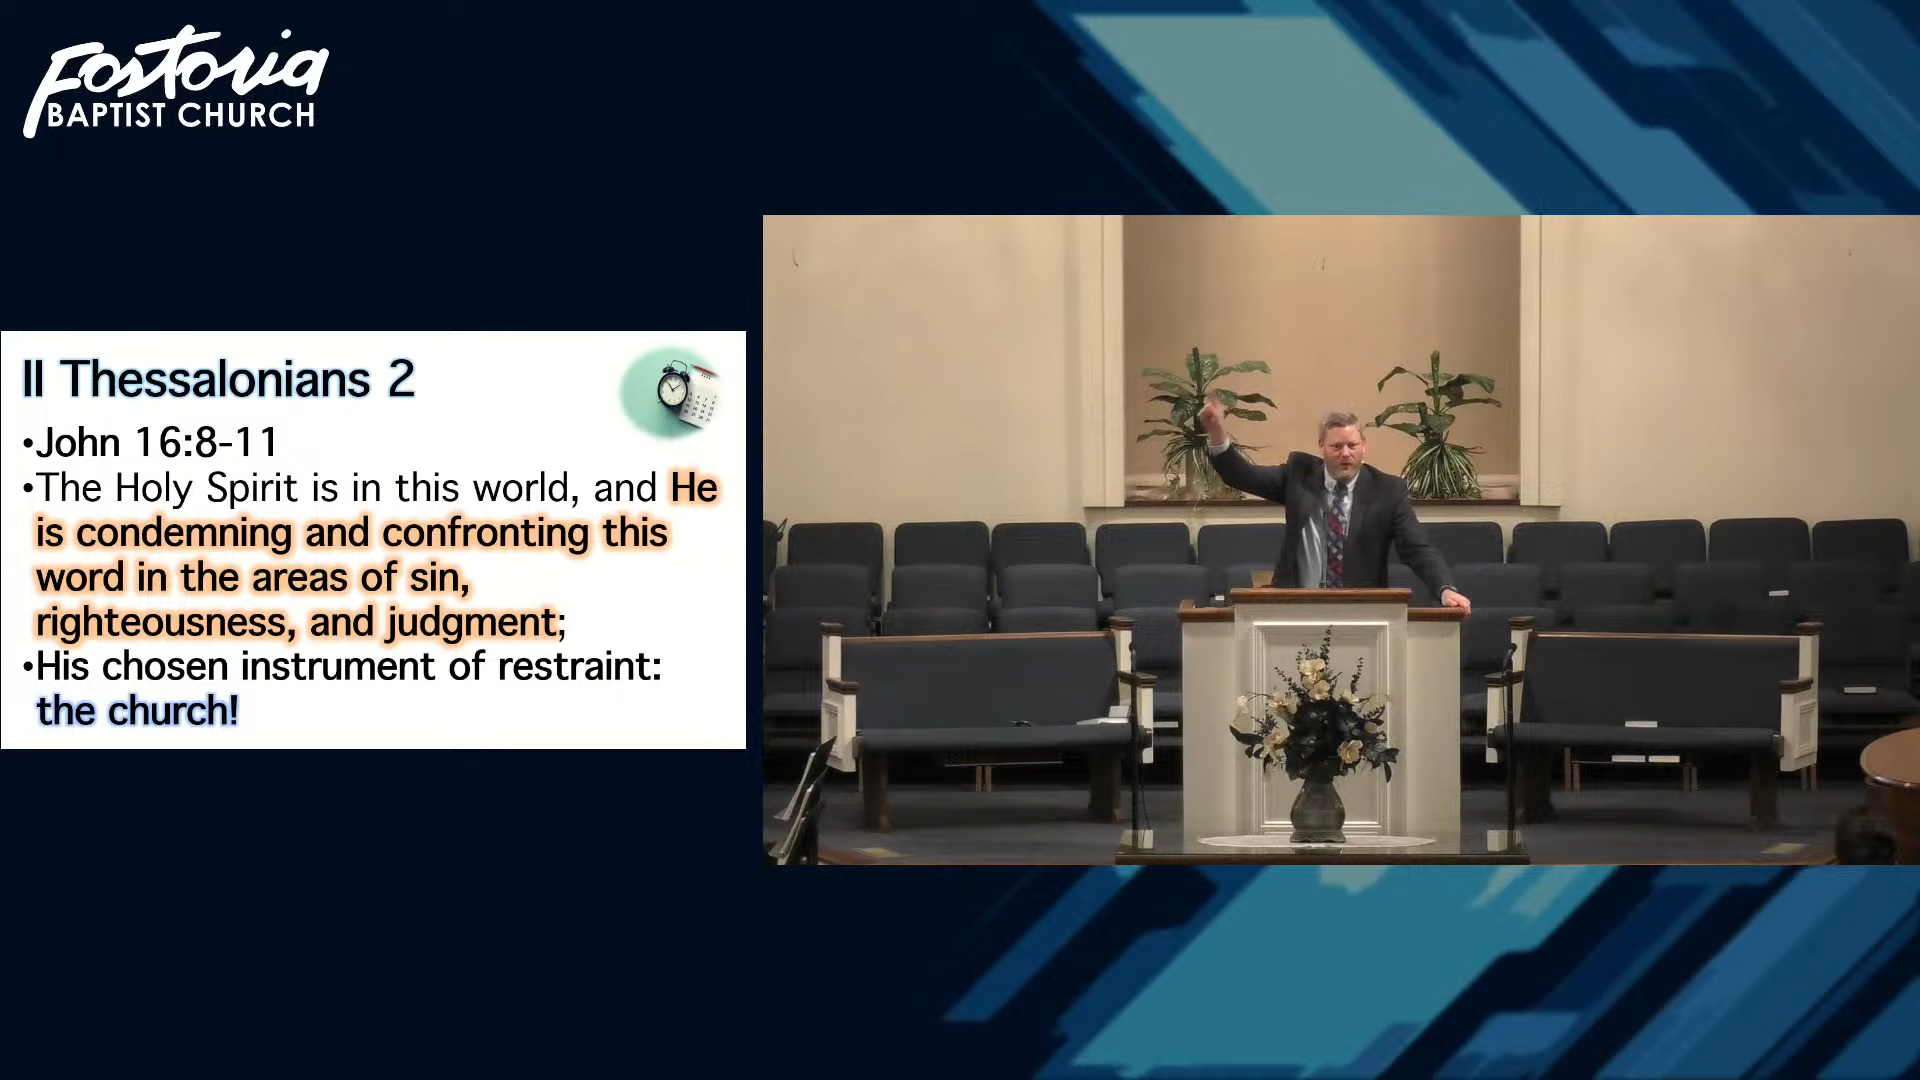 Fostoria
BAPTIST CHURCH
II Thessalonians 2
•John 16:8-11
•The Holy Spirit is in this world, and He
is condemning and confronting this
word in the areas of sin,
righteousness, and judgment;
•His chosen instrument of restraint:
the church!